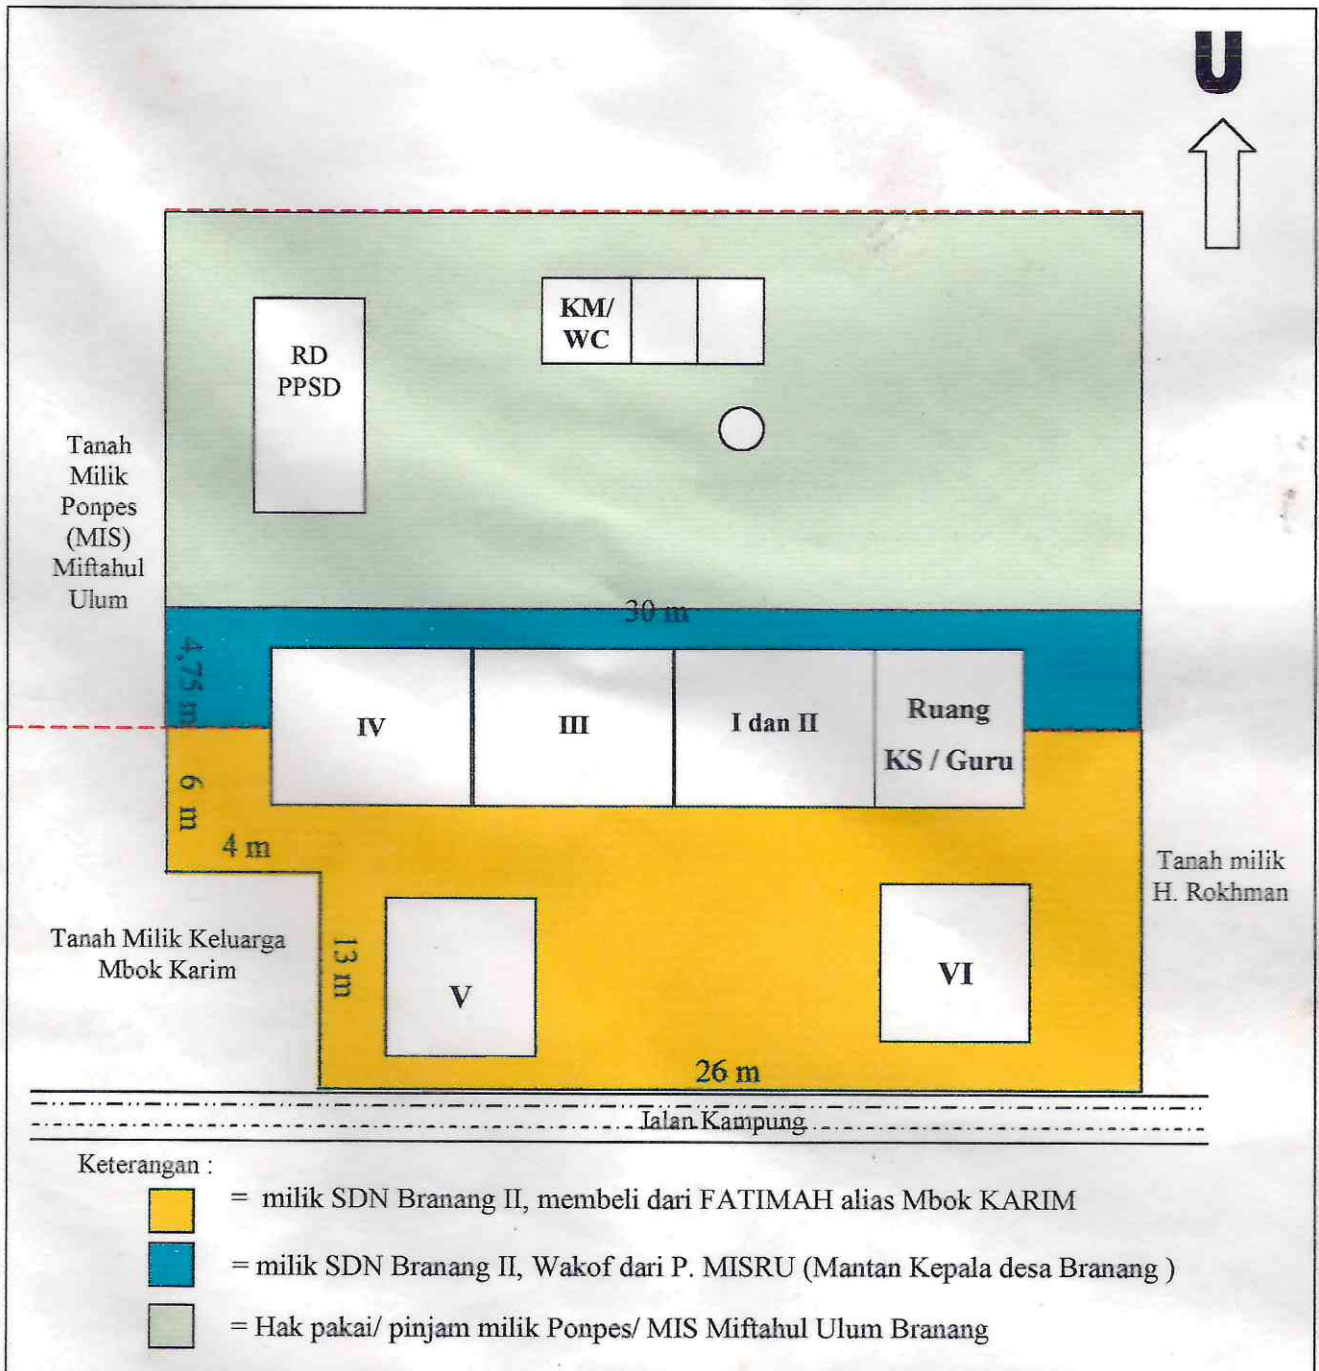 U
KM/
WC
RD
PPSD
Tanah
Milik
Ponpes
(MIS)
Miftahul
Ulum
30 m
4,75 m
IV
III
I dan II
Ruang
KS / Guru
6 m
4 m
Tanah milik
H. Rokhman
Tanah Milik Keluarga
Mbok Karim
13 m
V
VI
26 m
Jalan Kampung
Keterangan :
= milik SDN Branang II, membeli dari FATIMAH alias Mbok KARIM
= milik SDN Branang II, Wakof dari P. MISRU (Mantan Kepala desa Branang )
= Hak pakai/ pinjam milik Ponpes/ MIS Miftahul Ulum Branang